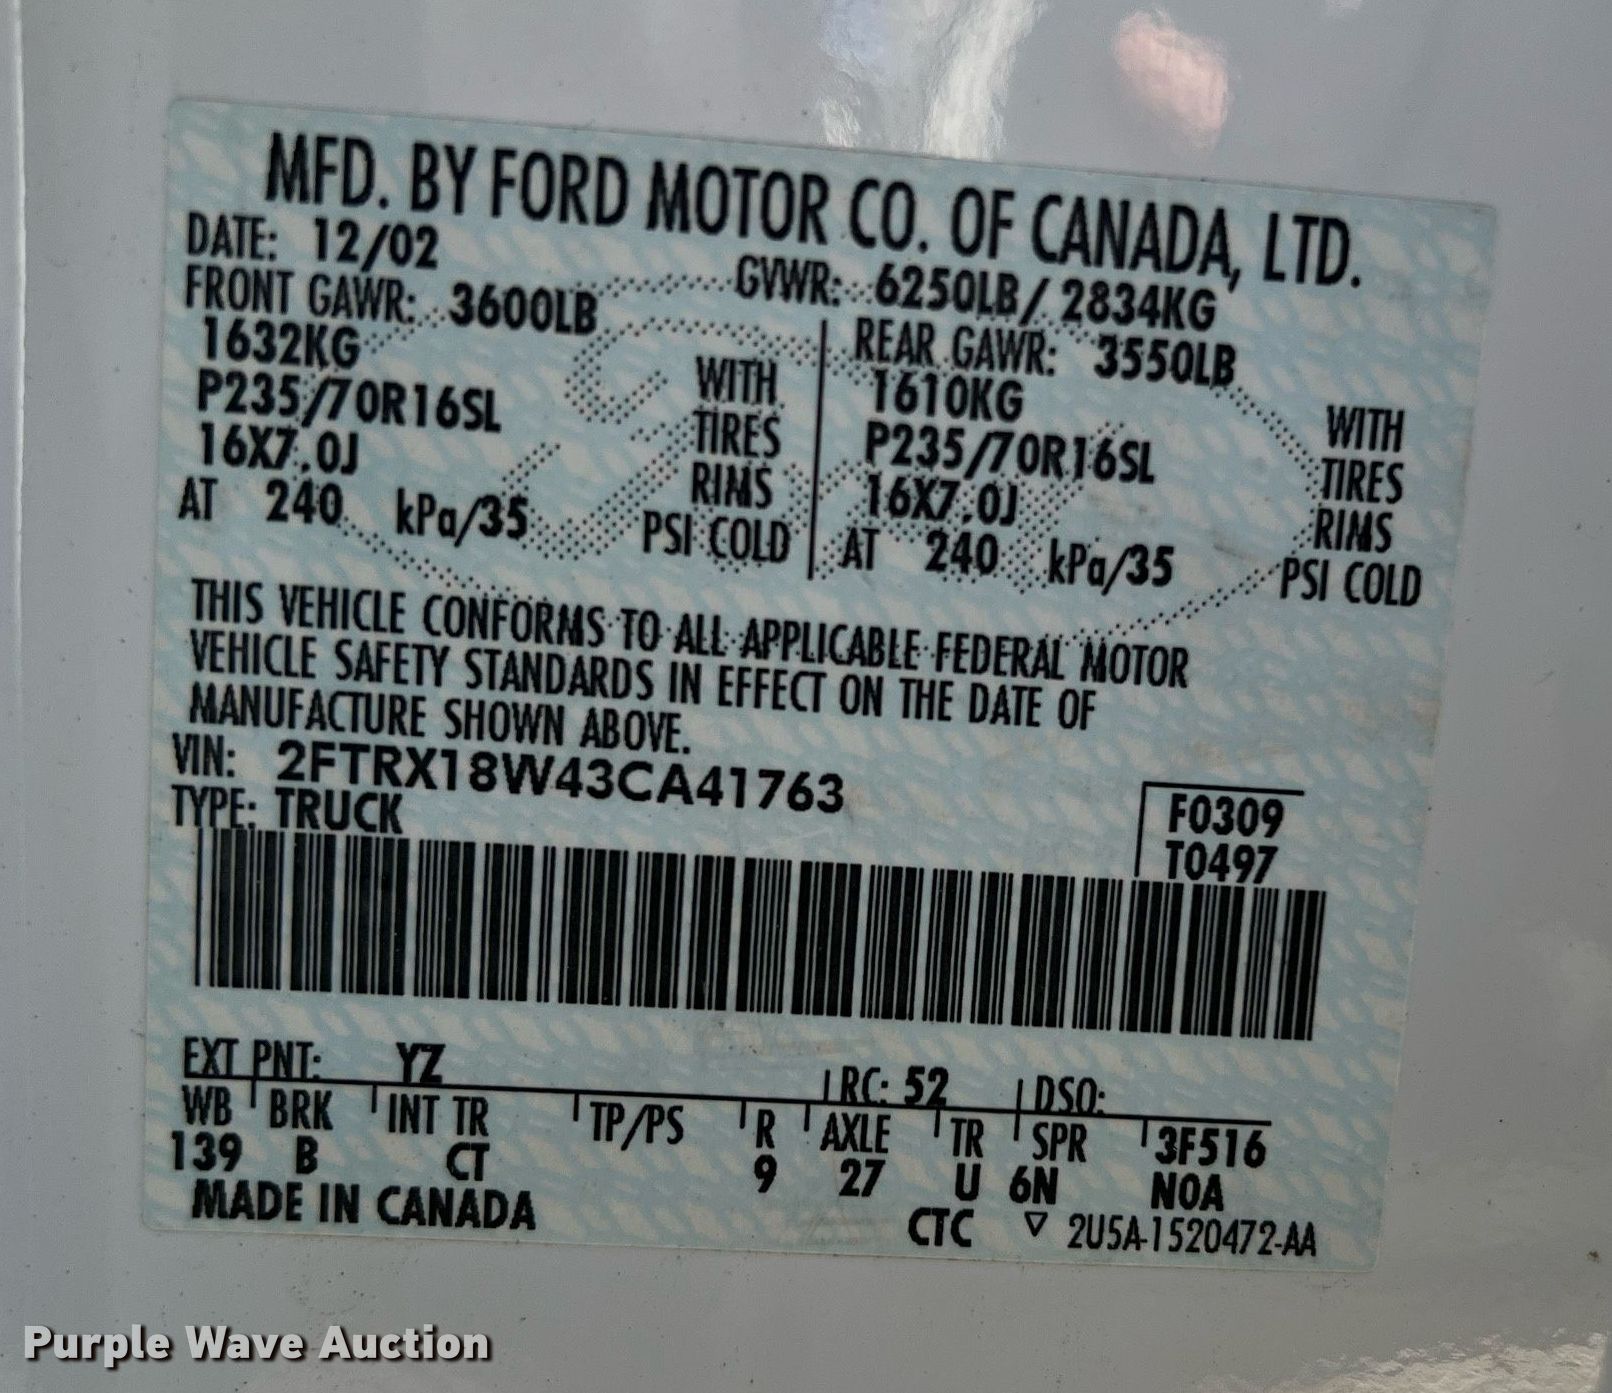 MFD. BY FORD MOTOR CO. OF CANADA, LTD.
DATE: 12/02 GVWR: 6250LB/ 2834KG
FRONT GAWR: 3600LB REAR GAWR: 3550LB
1632KG WITH 1610KG WITH
P235/70R16SL TIRES P235/70R16SL TIRES
16X7.0J RIMS 16X7.0J RIMS
AT 240 kPa/35 PSI COLD AT 240 kPa/35 PSI COLD
THIS VEHICLE CONFORMS TO ALL APPLICABLE FEDERAL MOTOR
VEHICLE SAFETY STANDARDS IN EFFECT ON THE DATE OF
MANUFACTURE SHOWN ABOVE.
VIN: 2FTRX18W43CA41763
TYPE: TRUCK
F0309
T0497
EXT PNT: YZ RC: 52 DSO:
WB BRK INT TR TP/PS R AXLE TR SPR 3F516
139 B CT 9 27 U 6N N0A
MADE IN CANADA
CTC ▽ 2U5A-1520472-AA
Purple Wave Auction